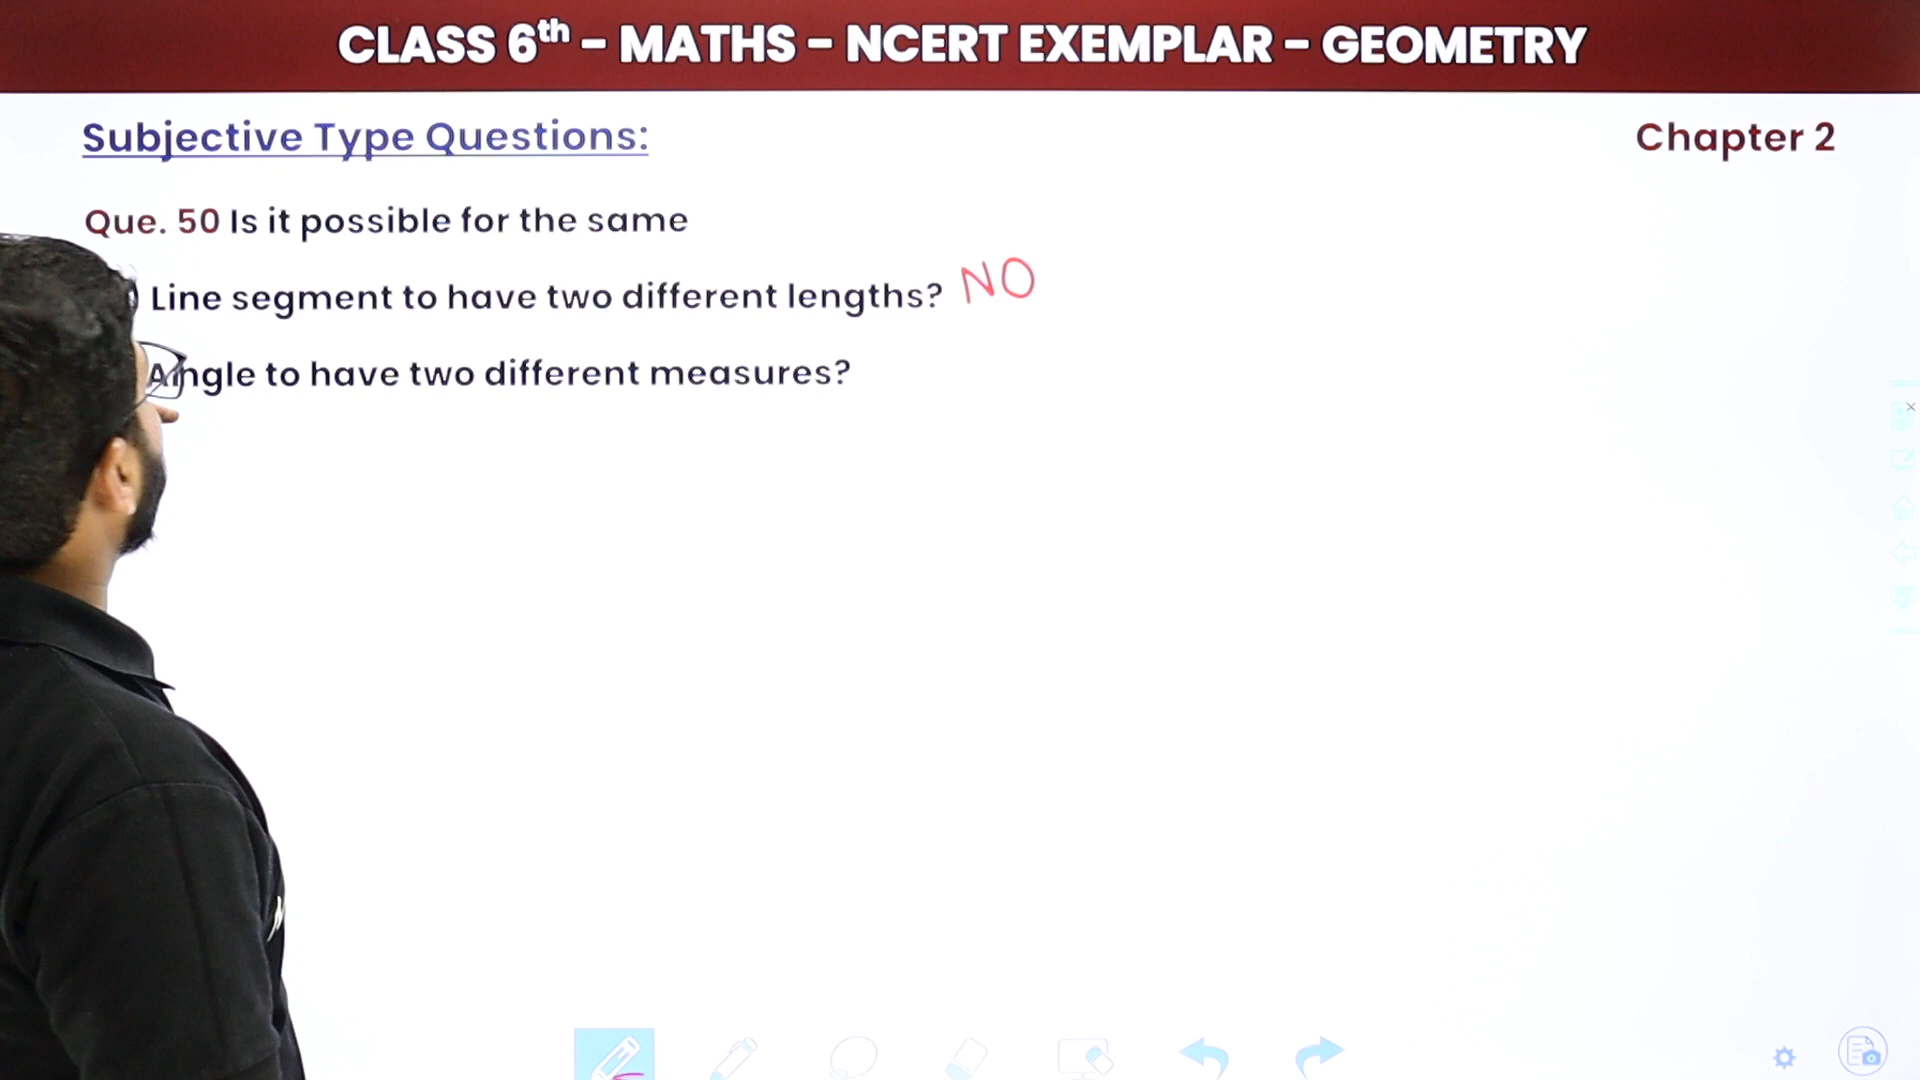 CLASS 6th – MATHS – NCERT EXEMPLAR – GEOMETRY
Subjective Type Questions:
Chapter 2
Que. 50 Is it possible for the same
) Line segment to have two different lengths? NO
Angle to have two different measures?